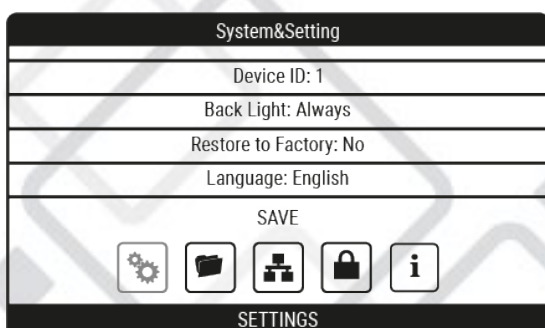 System&Setting
Device ID: 1
Back Light: Always
Restore to Factory: No
Language: English
SAVE
i
SETTINGS